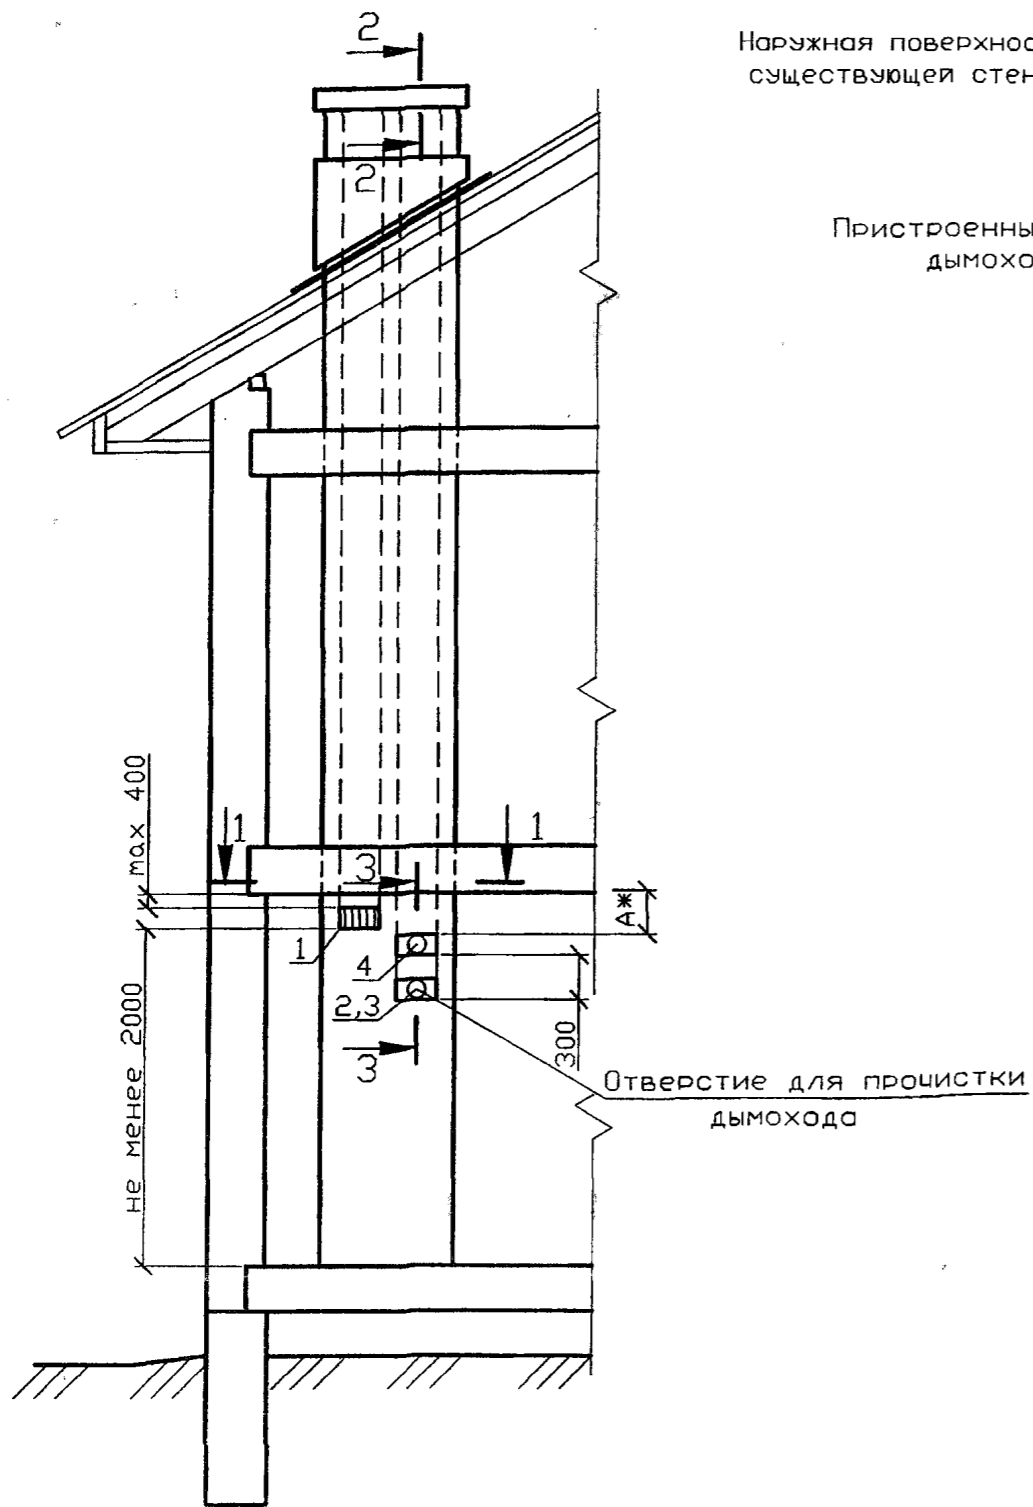 2
Наружная поверхнос
существующей стен
2
Пристроенны
дымохо
max 400
1
1
3
А*
1
4
2,3
не менее 2000
300
3
Отверстие для прочистки
дымохода